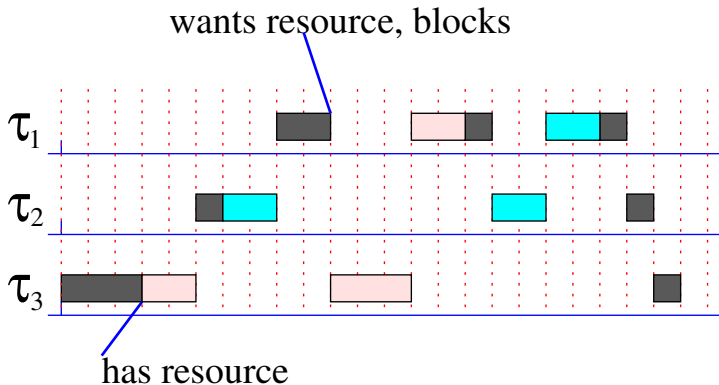 wants resource, blocks
τ1
τ2
τ3
has resource